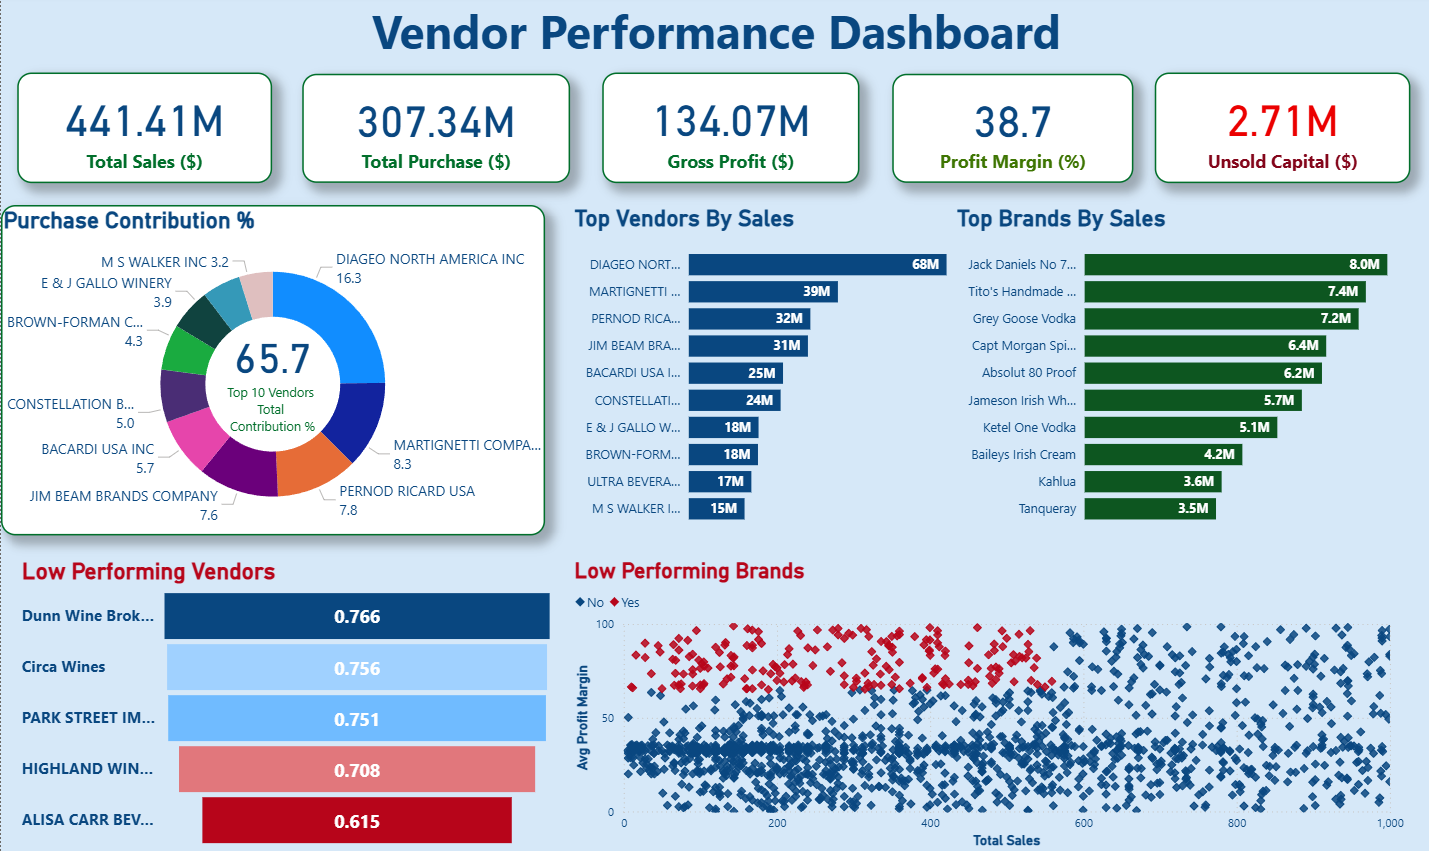 Vendor Performance Dashboard
441.41M
Total Sales ($)
307.34M
Total Purchase ($)
134.07M
Gross Profit ($)
38.7
Profit Margin (%)
2.71M
Unsold Capital ($)
Purchase Contribution %
DIAGEO NORTH AMERICA INC
16.3
MARTIGNETTI COMPA...
8.3
PERNOD RICARD USA
7.8
JIM BEAM BRANDS COMPANY
7.6
BACARDI USA INC
5.7
CONSTELLATION B...
5.0
BROWN-FORMAN C...
4.3
E & J GALLO WINERY
3.9
M S WALKER INC 3.2
65.7
Top 10 Vendors
Total
Contribution %
Top Vendors By Sales
DIAGEO NORT... 68M
MARTIGNETTI ... 39M
PERNOD RICA... 32M
JIM BEAM BRA... 31M
BACARDI USA I... 25M
CONSTELLATI... 24M
E & J GALLO W... 18M
BROWN-FORM... 18M
ULTRA BEVERA... 17M
M S WALKER I... 15M
Top Brands By Sales
Jack Daniels No 7... 8.0M
Tito's Handmade ... 7.4M
Grey Goose Vodka 7.2M
Capt Morgan Spi... 6.4M
Absolut 80 Proof 6.2M
Jameson Irish Wh... 5.7M
Ketel One Vodka 5.1M
Baileys Irish Cream 4.2M
Kahlua 3.6M
Tanqueray 3.5M
Low Performing Vendors
Dunn Wine Brok... 0.766
Circa Wines 0.756
PARK STREET IM... 0.751
HIGHLAND WIN... 0.708
ALISA CARR BEV... 0.615
Low Performing Brands
No Yes
100
50
0
Avg Profit Margin
0 200 400 600 800 1,000
Total Sales